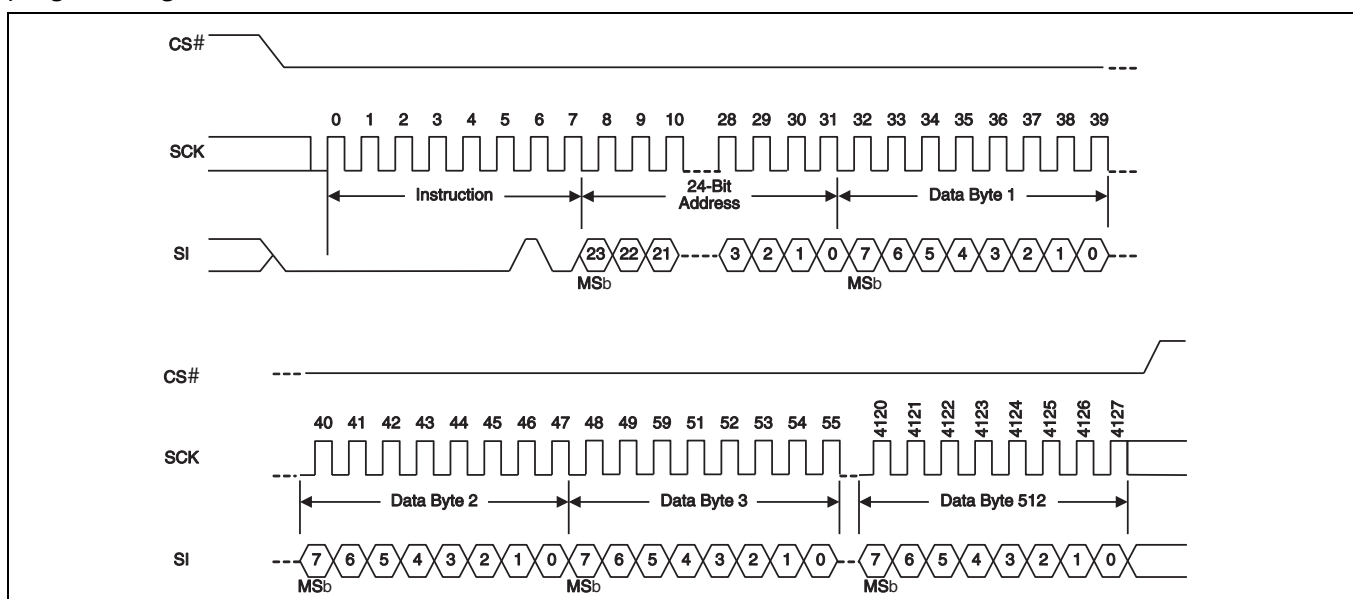 CS#
0 1 2 3 4 5 6 7 8 9 10 28 29 30 31 32 33 34 35 36 37 38 39
SCK
Instruction 24-Bit Address Data Byte 1
SI 23 22 21 3 2 1 0 7 6 5 4 3 2 1 0
MSb MSb
CS#
40 41 42 43 44 45 46 47 48 49 59 51 52 53 54 55 4120 4121 4122 4123 4124 4125 4126 4127
SCK
Data Byte 2 Data Byte 3 Data Byte 512
SI 7 6 5 4 3 2 1 0 7 6 5 4 3 2 1 0 7 6 5 4 3 2 1 0
MSb MSb MSb